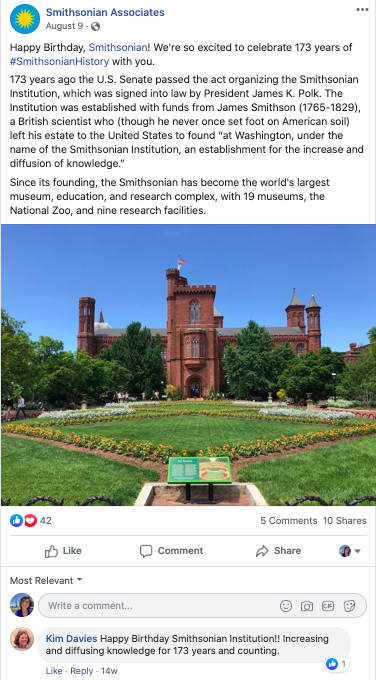 Smithsonian Associates
August 9 ·
Happy Birthday, Smithsonian! We're so excited to celebrate 173 years of
#SmithsonianHistory with you.
173 years ago the U.S. Senate passed the act organizing the Smithsonian
Institution, which was signed into law by President James K. Polk. The
Institution was established with funds from James Smithson (1765-1829),
a British scientist who (though he never once set foot on American soil)
left his estate to the United States to found “at Washington, under the
name of the Smithsonian Institution, an establishment for the increase and
diffusion of knowledge.”
Since its founding, the Smithsonian has become the world's largest
museum, education, and research complex, with 19 museums, the
National Zoo, and nine research facilities.
42
5 Comments 10 Shares
Like
Comment
Share
Most Relevant
Write a comment...
GIF
Kim Davies Happy Birthday Smithsonian Institution!! Increasing
and diffusing knowledge for 173 years and counting.
1
Like · Reply · 14w